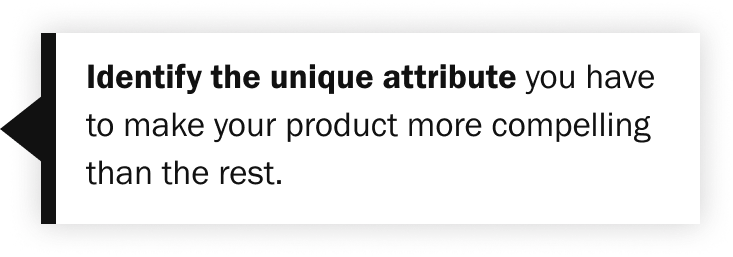 Identify the unique attribute you have
to make your product more compelling
than the rest.